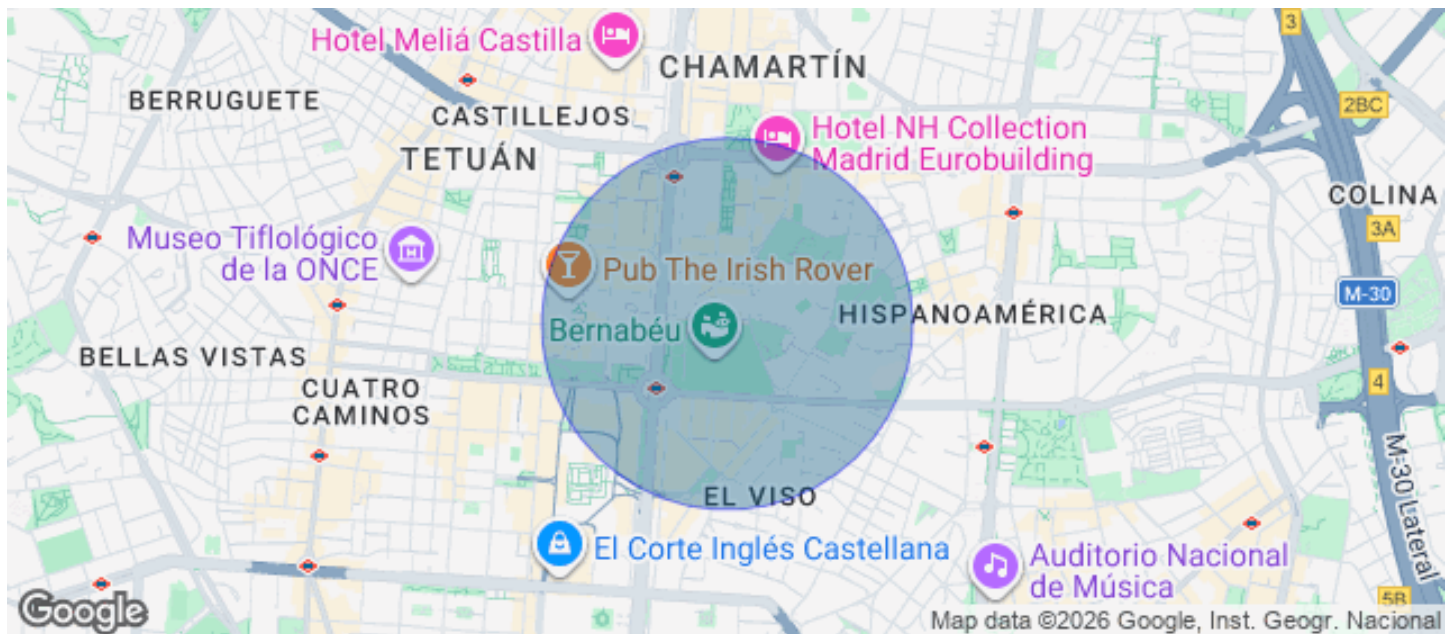 3
Hotel Meliá Castilla
CHAMARTÍN
BERRUGUETE
2BC
CASTILLEJOS
Hotel NH Collection
Madrid Eurobuilding
TETUÁN
COLINA
3A
Museo Tiflológico
de la ONCE
Pub The Irish Rover
M-30
HISPANOAMÉRICA
Bernabéu
BELLAS VISTAS
4
CUATRO
CAMINOS
M-30 Lateral
EL VISO
El Corte Inglés Castellana
Auditorio Nacional
de Música
5B
Google
Map data ©2026 Google, Inst. Geogr. Nacional